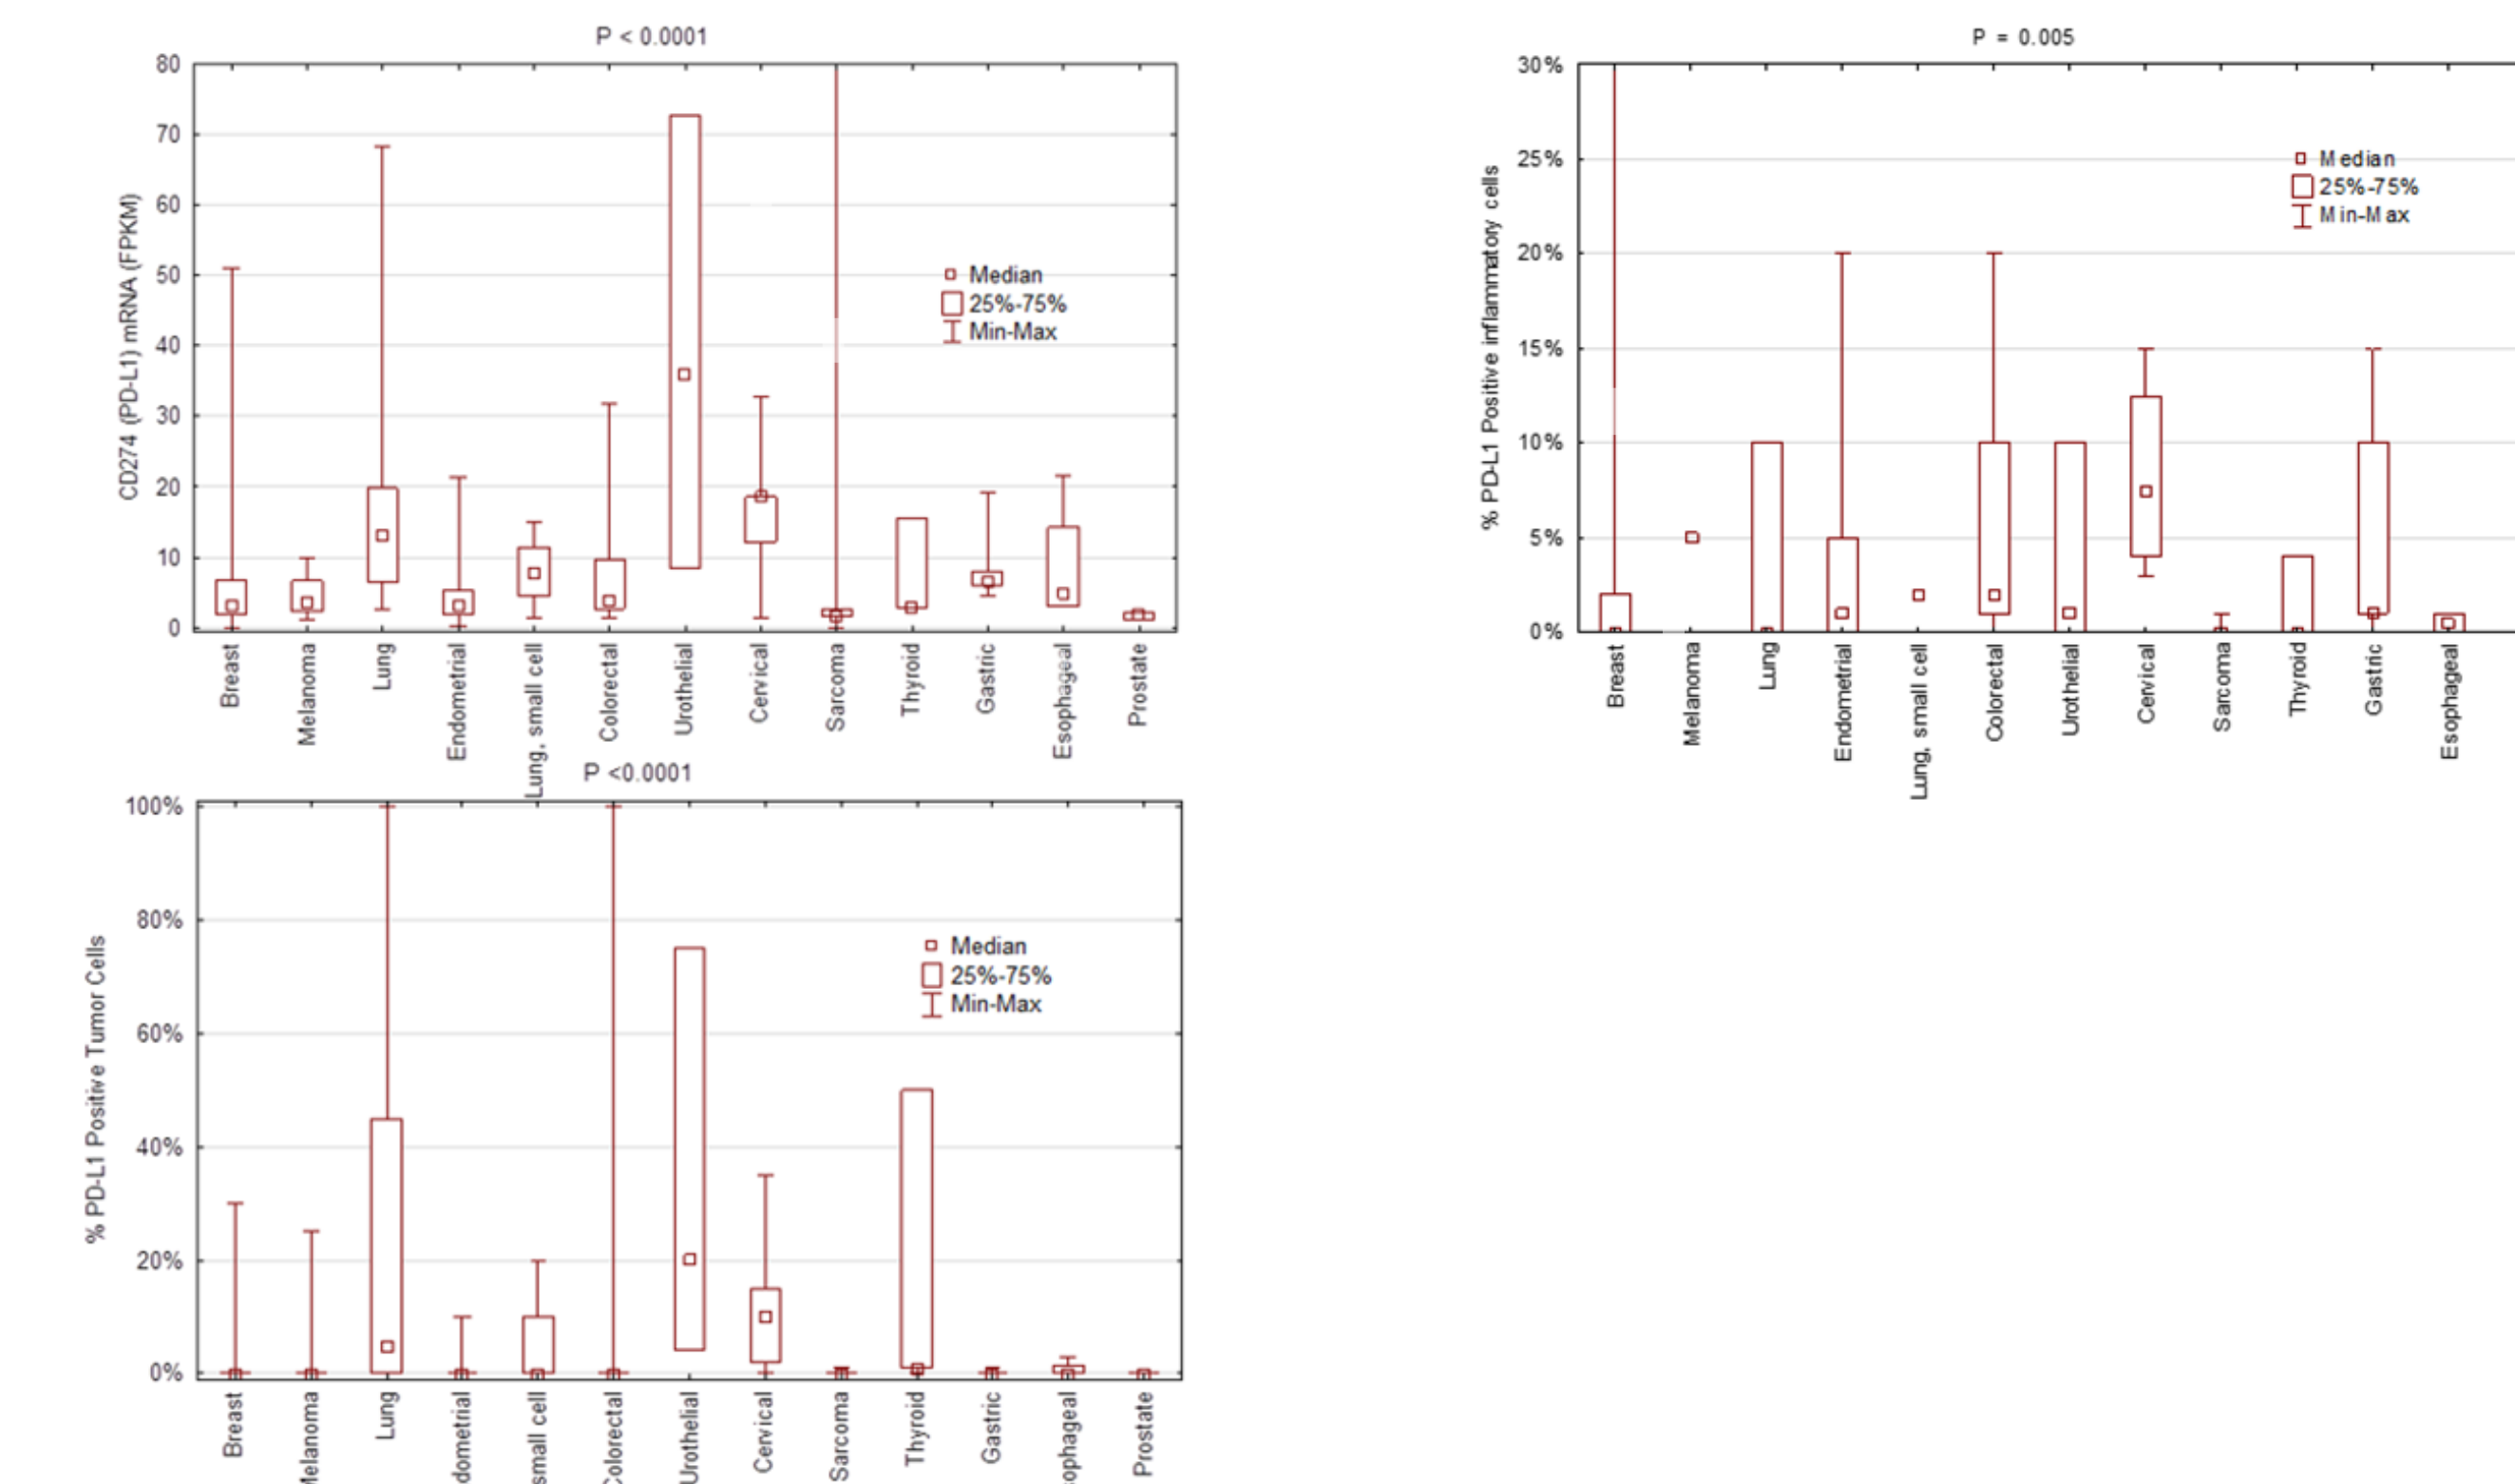 P < 0.0001
CD274 (PD-L1) mRNA (FPKM)
80
70
60
50
40
30
20
10
0
Median
25%-75%
Min-Max
Breast
Melanoma
Lung
Endometrial
Lung, small cell
Colorectal
Urothelial
Cervical
Sarcoma
Thyroid
Gastric
Esophageal
Prostate
P = 0.005
% PD-L1 Positive inflammatory cells
30%
25%
20%
15%
10%
5%
0%
Median
25%-75%
Min-Max
Breast
Melanoma
Lung
Endometrial
Lung, small cell
Colorectal
Urothelial
Cervical
Sarcoma
Thyroid
Gastric
Esophageal
P <0.0001
% PD-L1 Positive Tumor Cells
100%
80%
60%
40%
20%
0%
Median
25%-75%
Min-Max
Breast
Melanoma
Lung
dometrial
small cell
Colorectal
Urothelial
Cervical
Sarcoma
Thyroid
Gastric
ophageal
Prostate